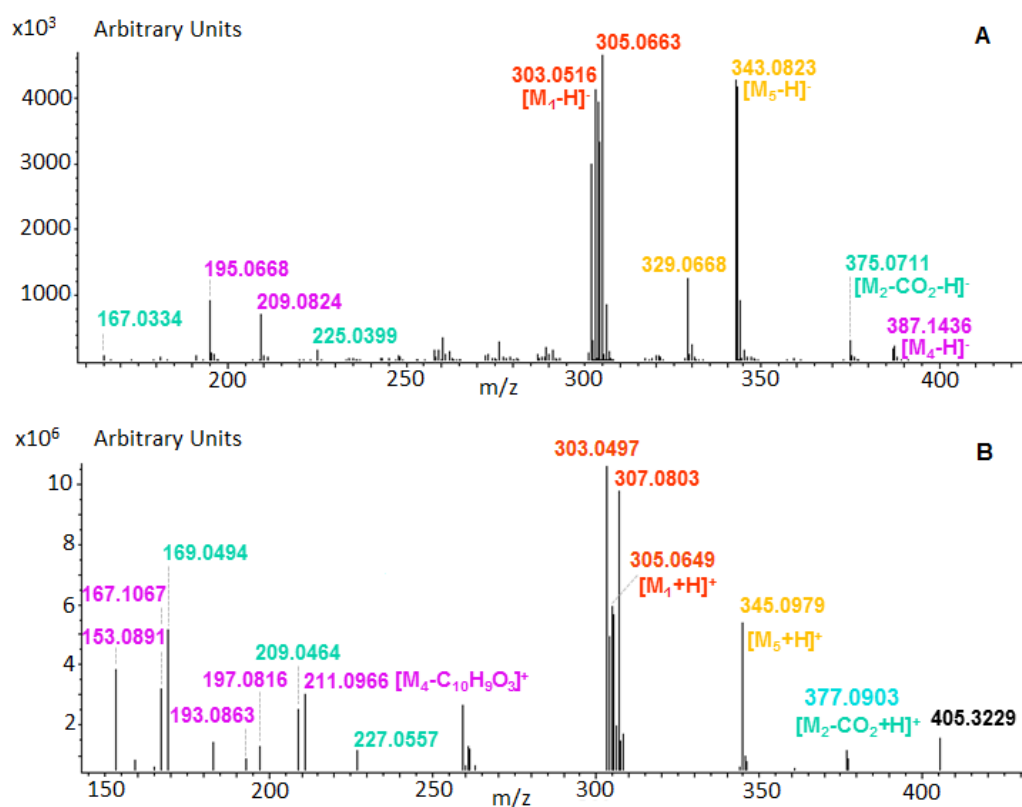 x10³ Arbitrary Units A
305.0663
303.0516
[M₁-H]⁻
343.0823
[M₅-H]⁻
4000
3000
2000
1000
195.0668
209.0824
167.0334
225.0399
329.0668
375.0711
[M₂-CO₂-H]⁻
387.1436
[M₄-H]⁻
200 250 300 350 400
m/z
x10⁶ Arbitrary Units B
303.0497
307.0803
10
8
6
4
2
169.0494
167.1067
153.0891
305.0649
[M₁+H]⁺
345.0979
[M₅+H]⁺
209.0464
197.0816
211.0966 [M₄-C₁₀H₉O₃]⁺
193.0863
227.0557
377.0903
[M₂-CO₂+H]⁺
405.3229
150 200 250 300 350 400
m/z